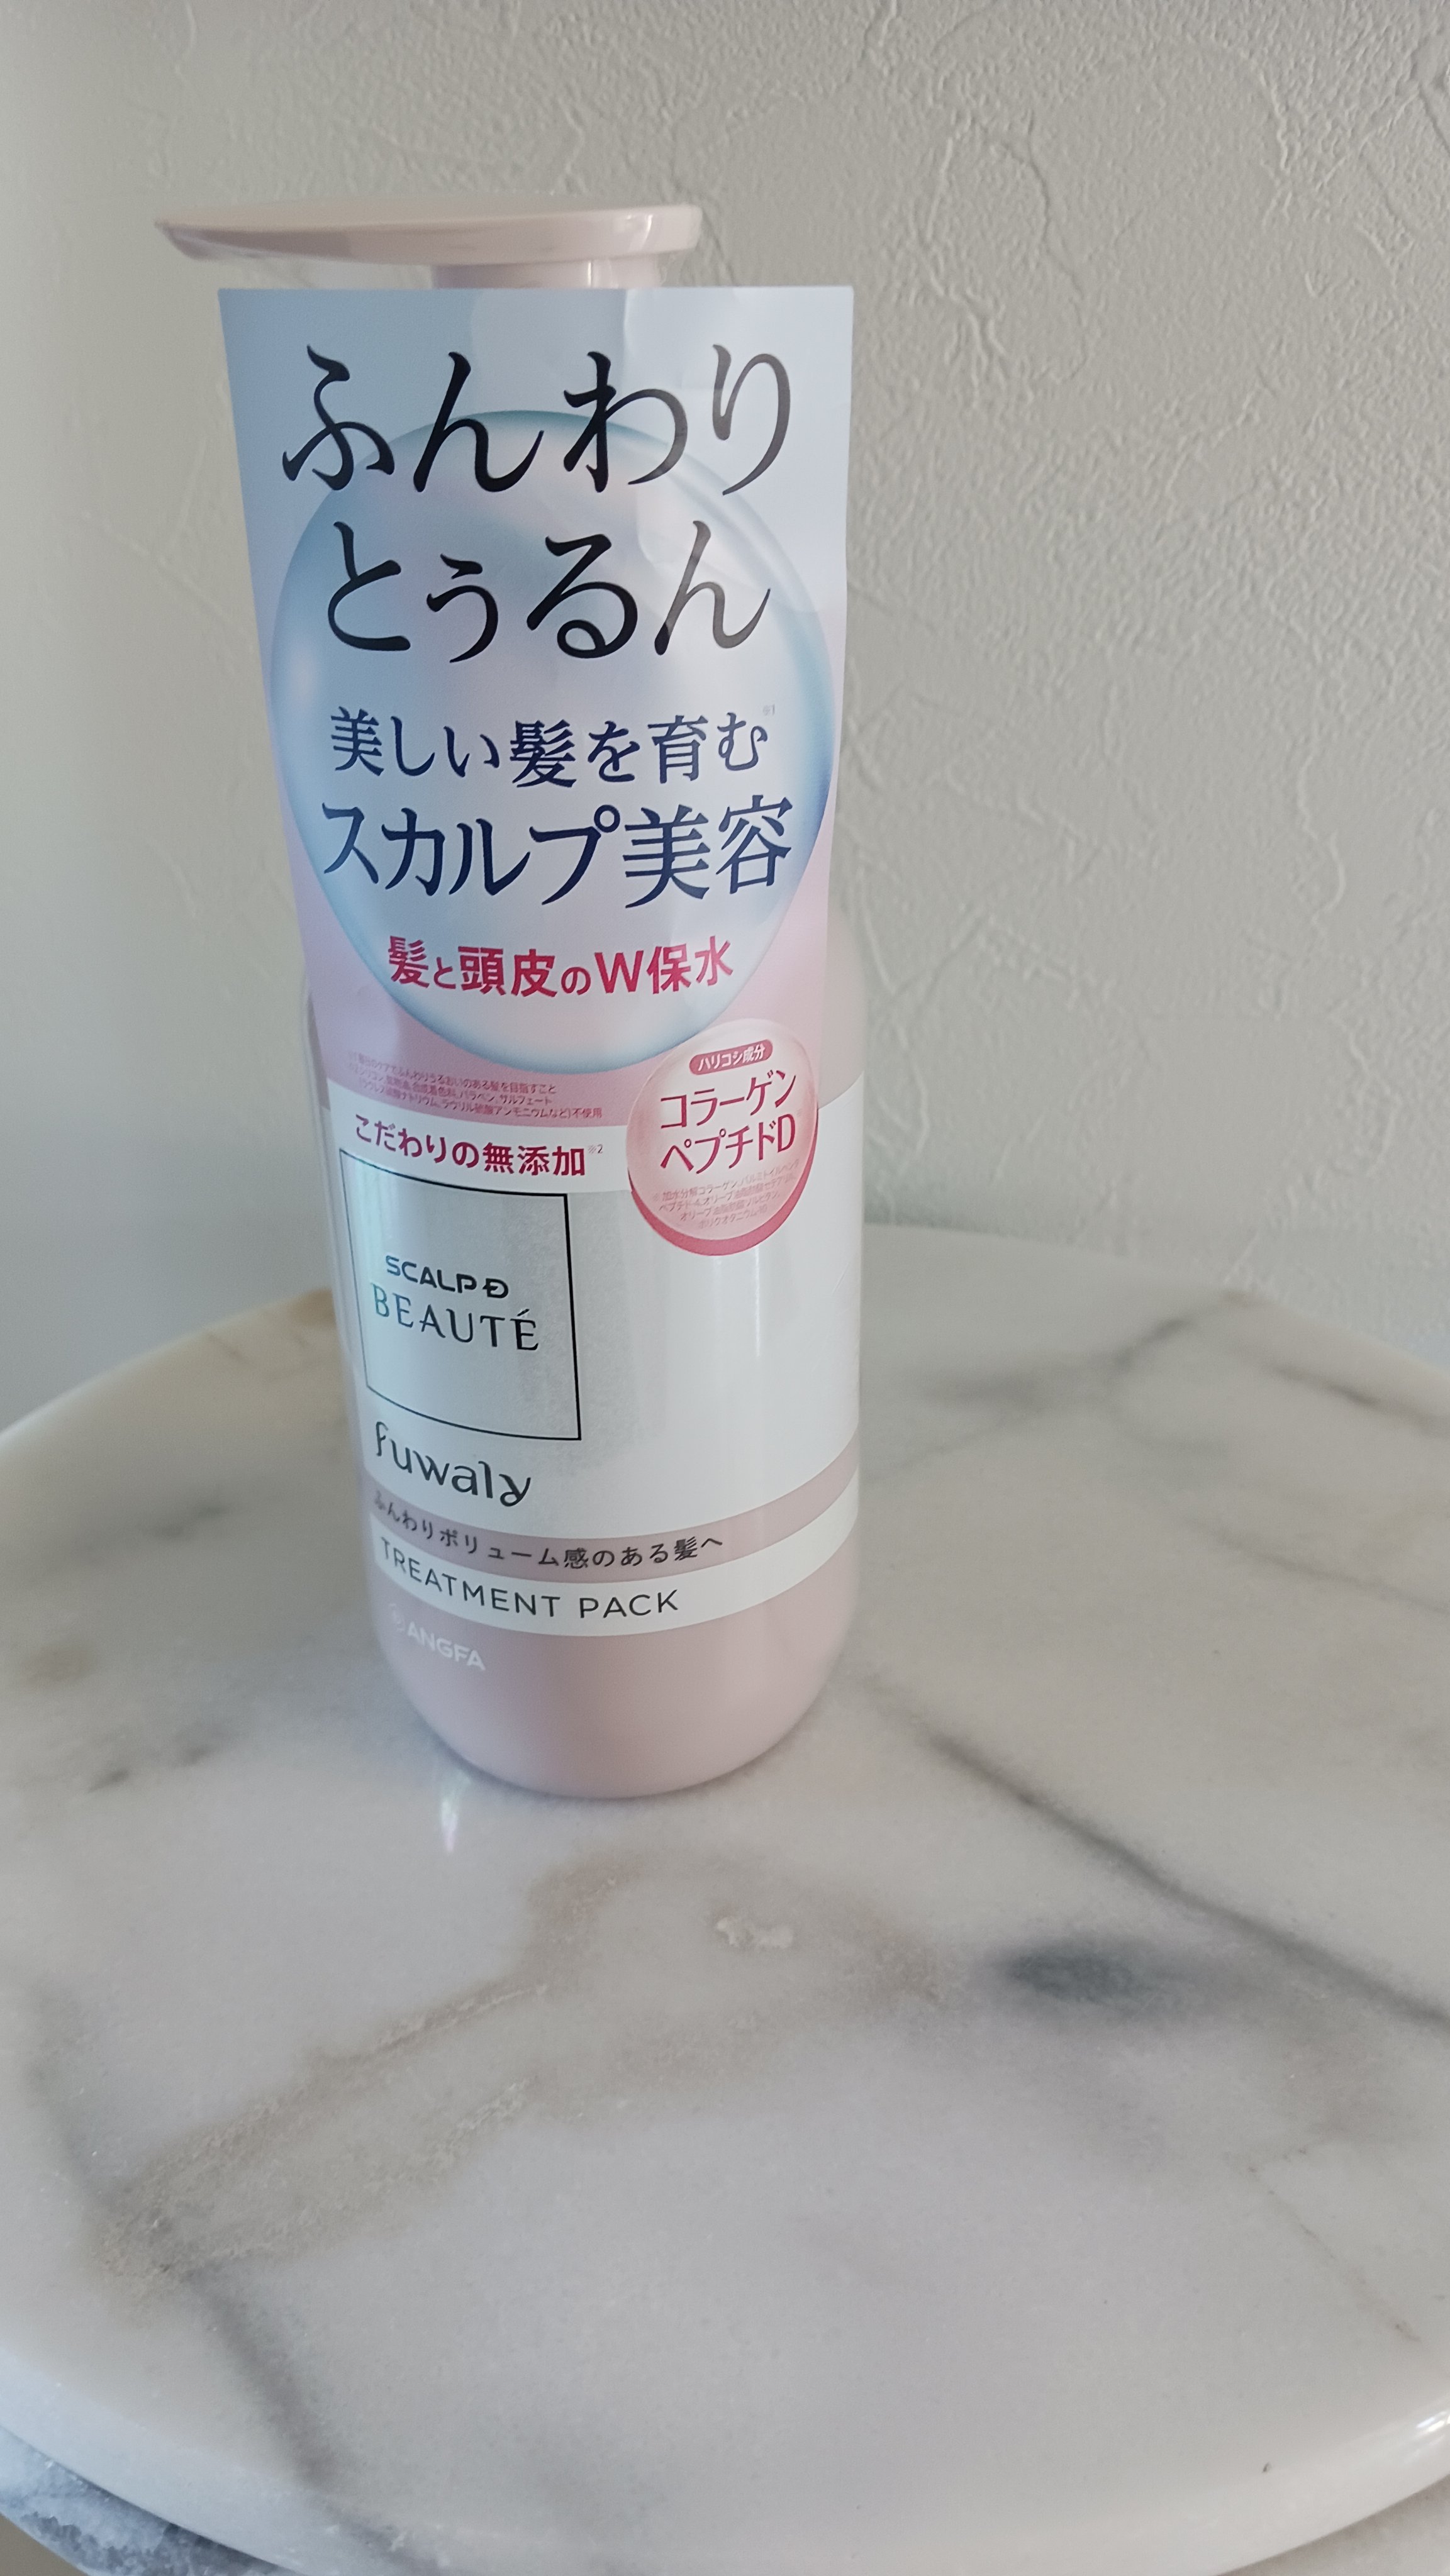 ふんわり
とぅるん
美しい髪を育む※1
スカルプ美容
髪と頭皮のW保水
ハリコシ成分
コラーゲン
ペプチドD
こだわりの無添加※2
SCALP D
BEAUTÉ
fuwaly
ふんわりボリューム感のある髪へ
TREATMENT PACK
ANGFA